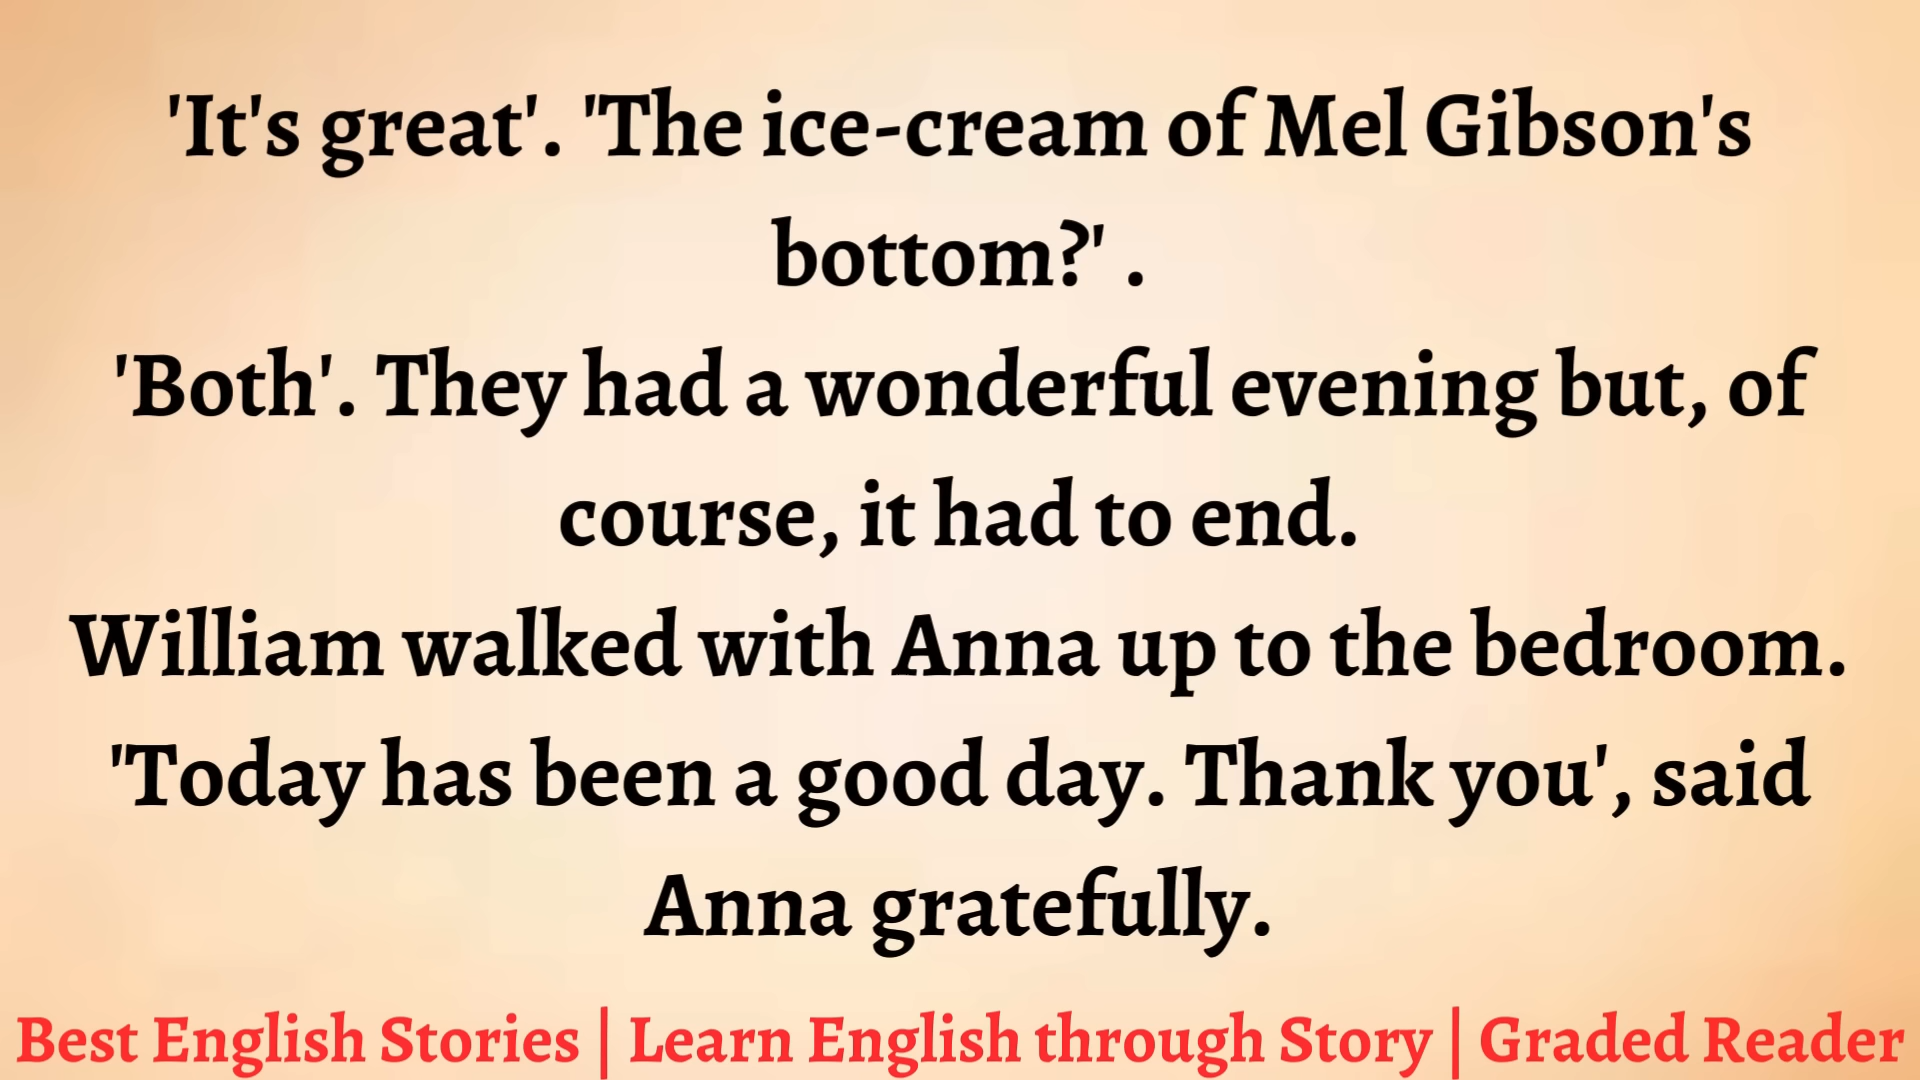 'It's great'. 'The ice-cream of Mel Gibson's
bottom?' .
'Both'. They had a wonderful evening but, of
course, it had to end.
William walked with Anna up to the bedroom.
'Today has been a good day. Thank you', said
Anna gratefully.
Best English Stories | Learn English through Story | Graded Reader